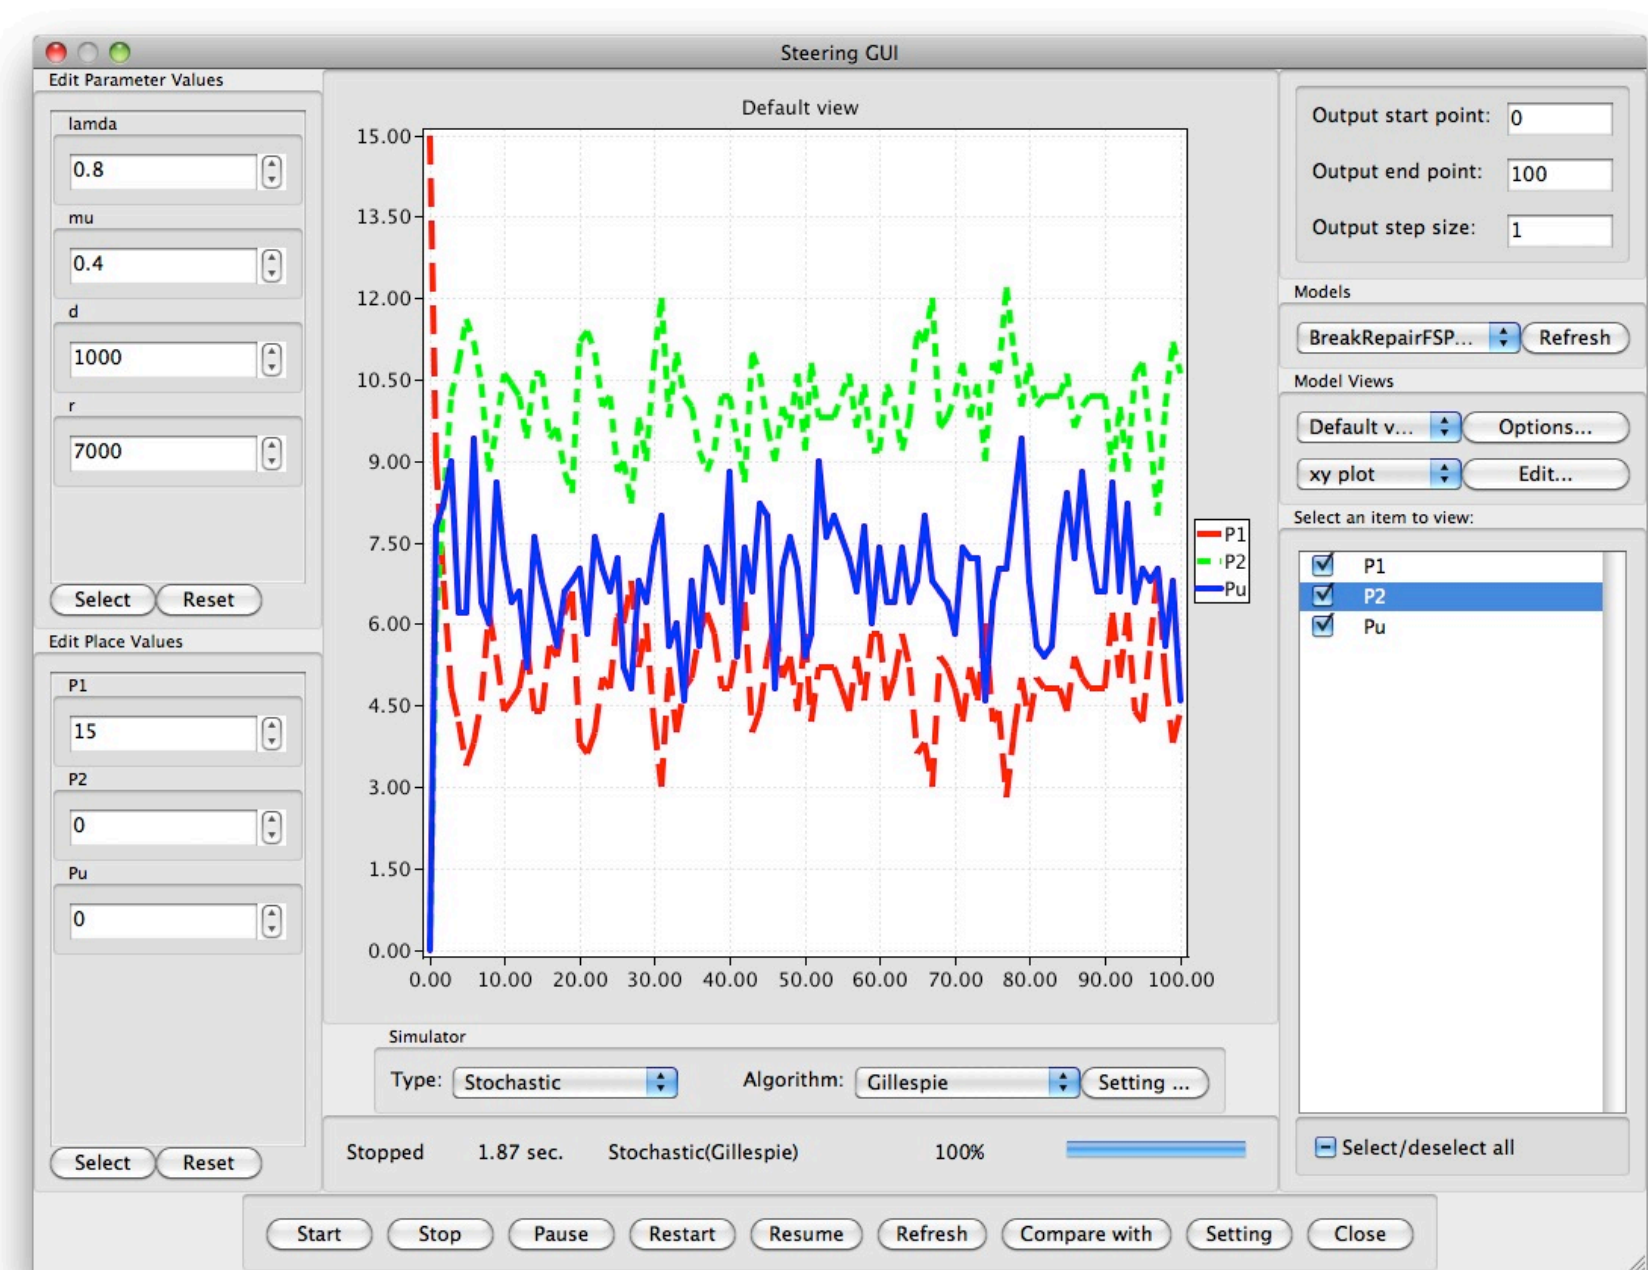 Steering GUI
Edit Parameter Values
lamda
0.8
mu
0.4
d
1000
r
7000
Select Reset
Edit Place Values
P1
15
P2
0
Pu
0
Select Reset
Default view
15.00
13.50
12.00
10.50
9.00
7.50
6.00
4.50
3.00
1.50
0.00
0.00 10.00 20.00 30.00 40.00 50.00 60.00 70.00 80.00 90.00 100.00
P1
P2
Pu
Simulator
Type: Stochastic Algorithm: Gillespie Setting ...
Stopped 1.87 sec. Stochastic(Gillespie) 100%
Output start point: 0
Output end point: 100
Output step size: 1
Models
BreakRepairFSP... Refresh
Model Views
Default v... Options...
xy plot Edit...
Select an item to view:
P1
P2
Pu
Select/deselect all
Start Stop Pause Restart Resume Refresh Compare with Setting Close